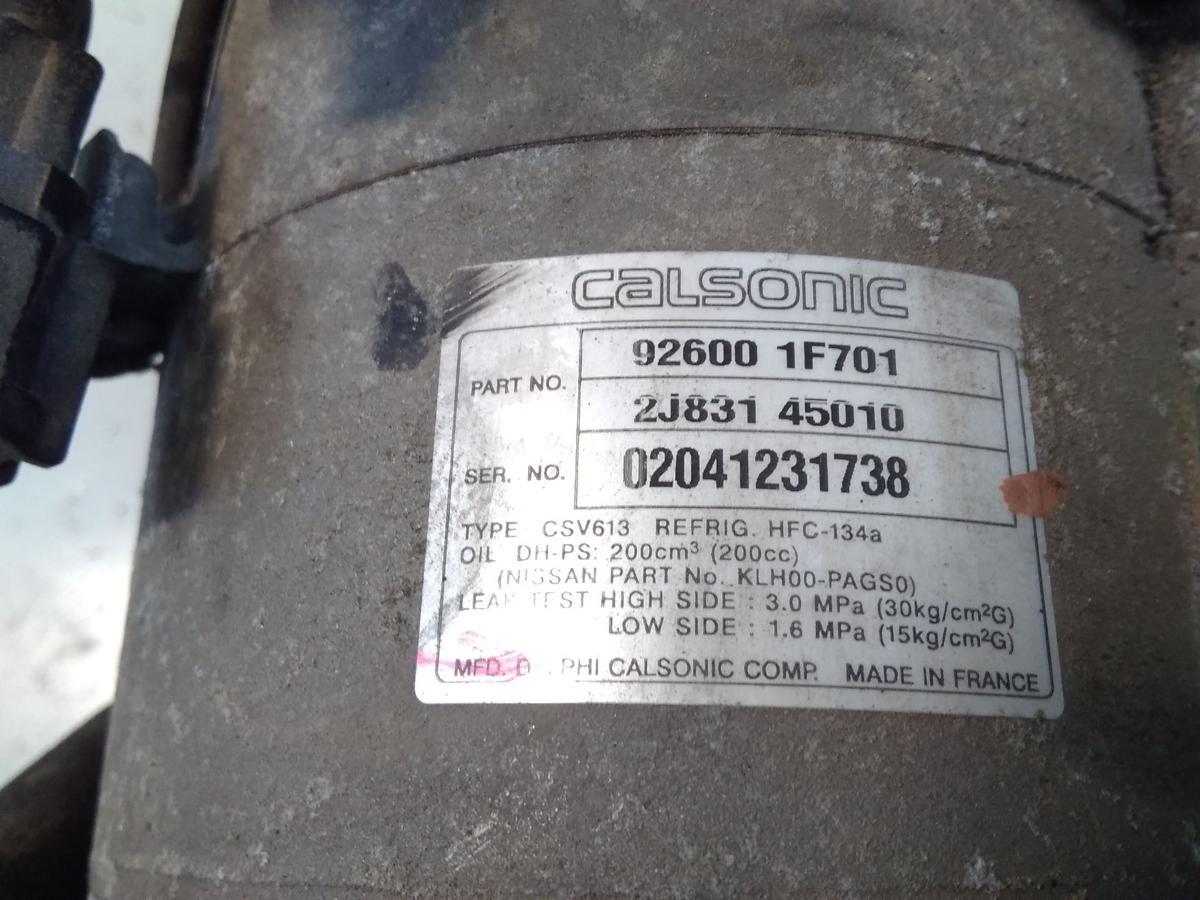 CALSONIC
PART NO.
92600 1F701
2J831 45010
SER. NO. 02041231738
TYPE CSV613 REFRIG. HFC-134a
OIL DH-PS: 200cm³ (200cc)
(NISSAN PART No. KLH00-PAGS0)
LEAK TEST HIGH SIDE : 3.0 MPa (30kg/cm²G)
LOW SIDE : 1.6 MPa (15kg/cm²G)
MFD. CALSONIC COMP. MADE IN FRANCE